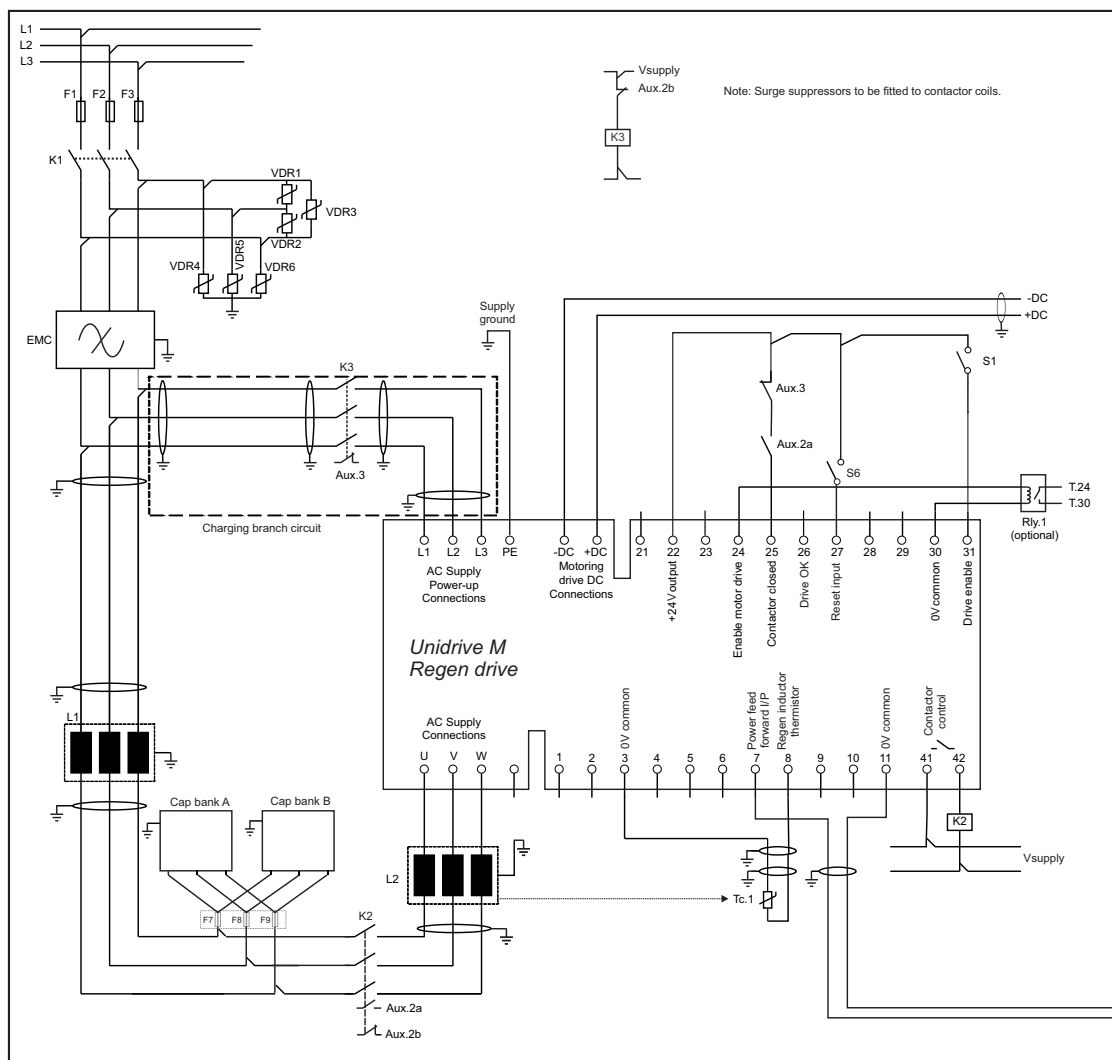 L1
L2
L3
F1 F2 F3
K1
Vsupply
Aux.2b
K3
Note: Surge suppressors to be fitted to contactor coils.
VDR1
VDR3
VDR2
VDR4
VDR5
VDR6
EMC
Supply
ground
-DC
+DC
S1
K3
Aux.3
Charging branch circuit
Aux.3
Aux.2a
S6
T.24
T.30
Rly.1
(optional)
L1 L2 L3 PE
AC Supply
Power-up
Connections
-DC +DC
Motoring
drive DC
Connections
21 22 23 24 25 26 27 28 29 30 31
+24V output
Enable motor drive
Contactor closed
Drive OK
Reset input
0V common
Drive enable
Unidrive M
Regen drive
AC Supply
Connections
U V W
0V common
Power feed
forward I/P
Regen inductor
thermistor
0V common
Contactor
control
1 2 3 4 5 6 7 8 9 10 11 41 42
L1
Cap bank A
Cap bank B
F7 F8 F9
L2
Tc.1
K2
Vsupply
K2
Aux.2a
Aux.2b